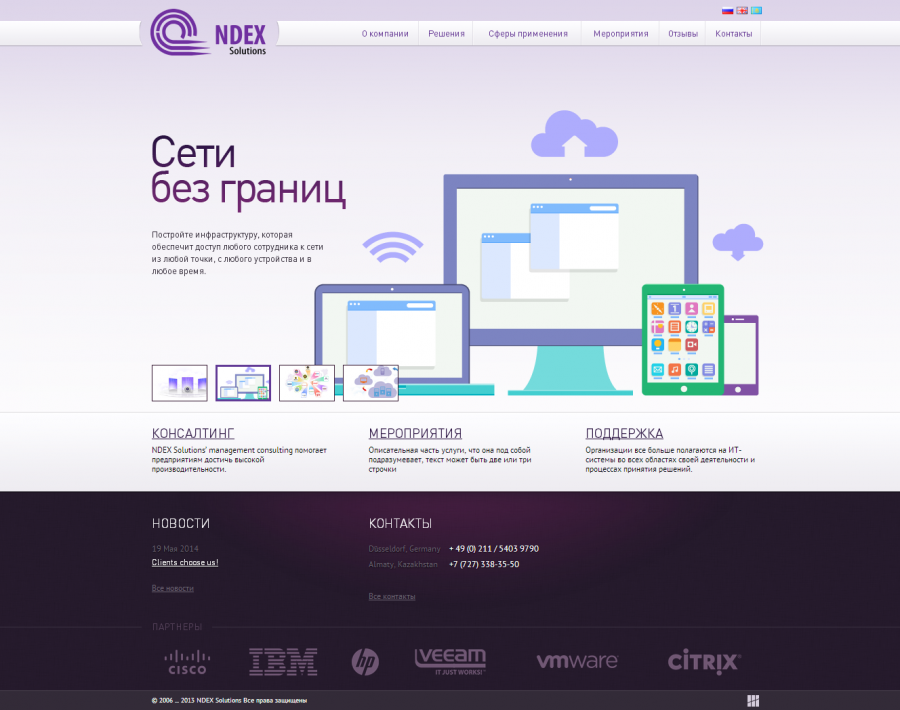 NDEX
Solutions
О компании Решения Сферы применения Мероприятия Отзывы Контакты
Сети
без границ
Постройте инфраструктуру, которая
обеспечит доступ любого сотрудника к сети
из любой точки, с любого устройства и в
любое время.
КОНСАЛТИНГ
NDEX Solutions' management consulting помогает
предприятиям достичь высокой
производительности.
МЕРОПРИЯТИЯ
Описательная часть услуги, что она под собой
подразумевает, текст может быть две или три
строчки
ПОДДЕРЖКА
Организации все больше полагаются на ИТ-
системы во всех областях своей деятельности и
процессах принятия решений.
НОВОСТИ
19 Мая 2014
Clients choose us!
Все новости
КОНТАКТЫ
Düsseldorf, Germany + 49 (0) 211 / 5403 9790
Almaty, Kazakhstan +7 (727) 338-35-50
Все контакты
ПАРТНЕРЫ
CISCO IBM hp veeam vmware CITRIX
IT JUST WORKS!
© 2006 ... 2013 NDEX Solutions Все права защищены